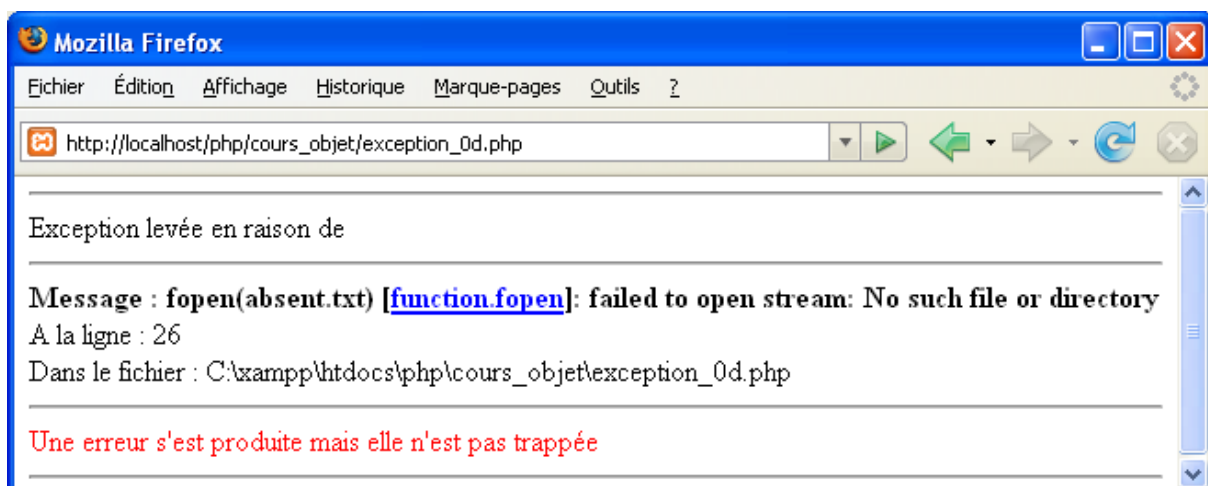 Mozilla Firefox
Fichier Édition Affichage Historique Marque-pages Outils ?
http://localhost/php/cours_objet/exception_0d.php
Exception levée en raison de
Message : fopen(absent.txt) [function.fopen]: failed to open stream: No such file or directory
A la ligne : 26
Dans le fichier : C:\xampp\htdocs\php\cours_objet\exception_0d.php
Une erreur s'est produite mais elle n'est pas trappée